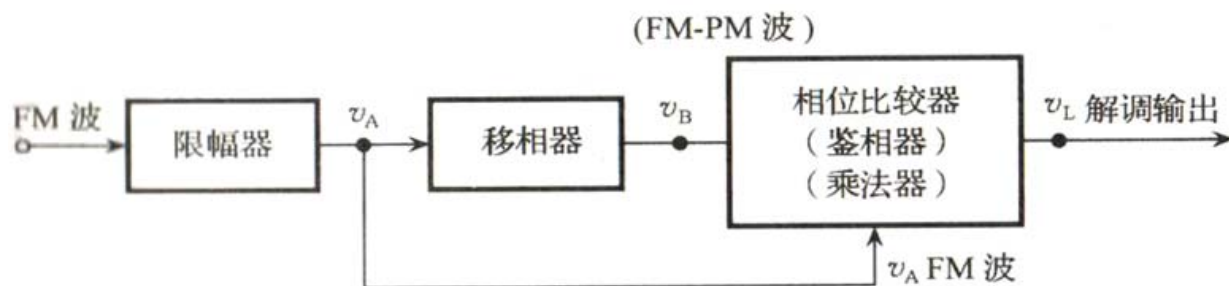 (FM-PM 波)
FM 波
限幅器
v_A
移相器
v_B
相位比较器
(鉴相器)
(乘法器)
v_L 解调输出
v_A FM 波